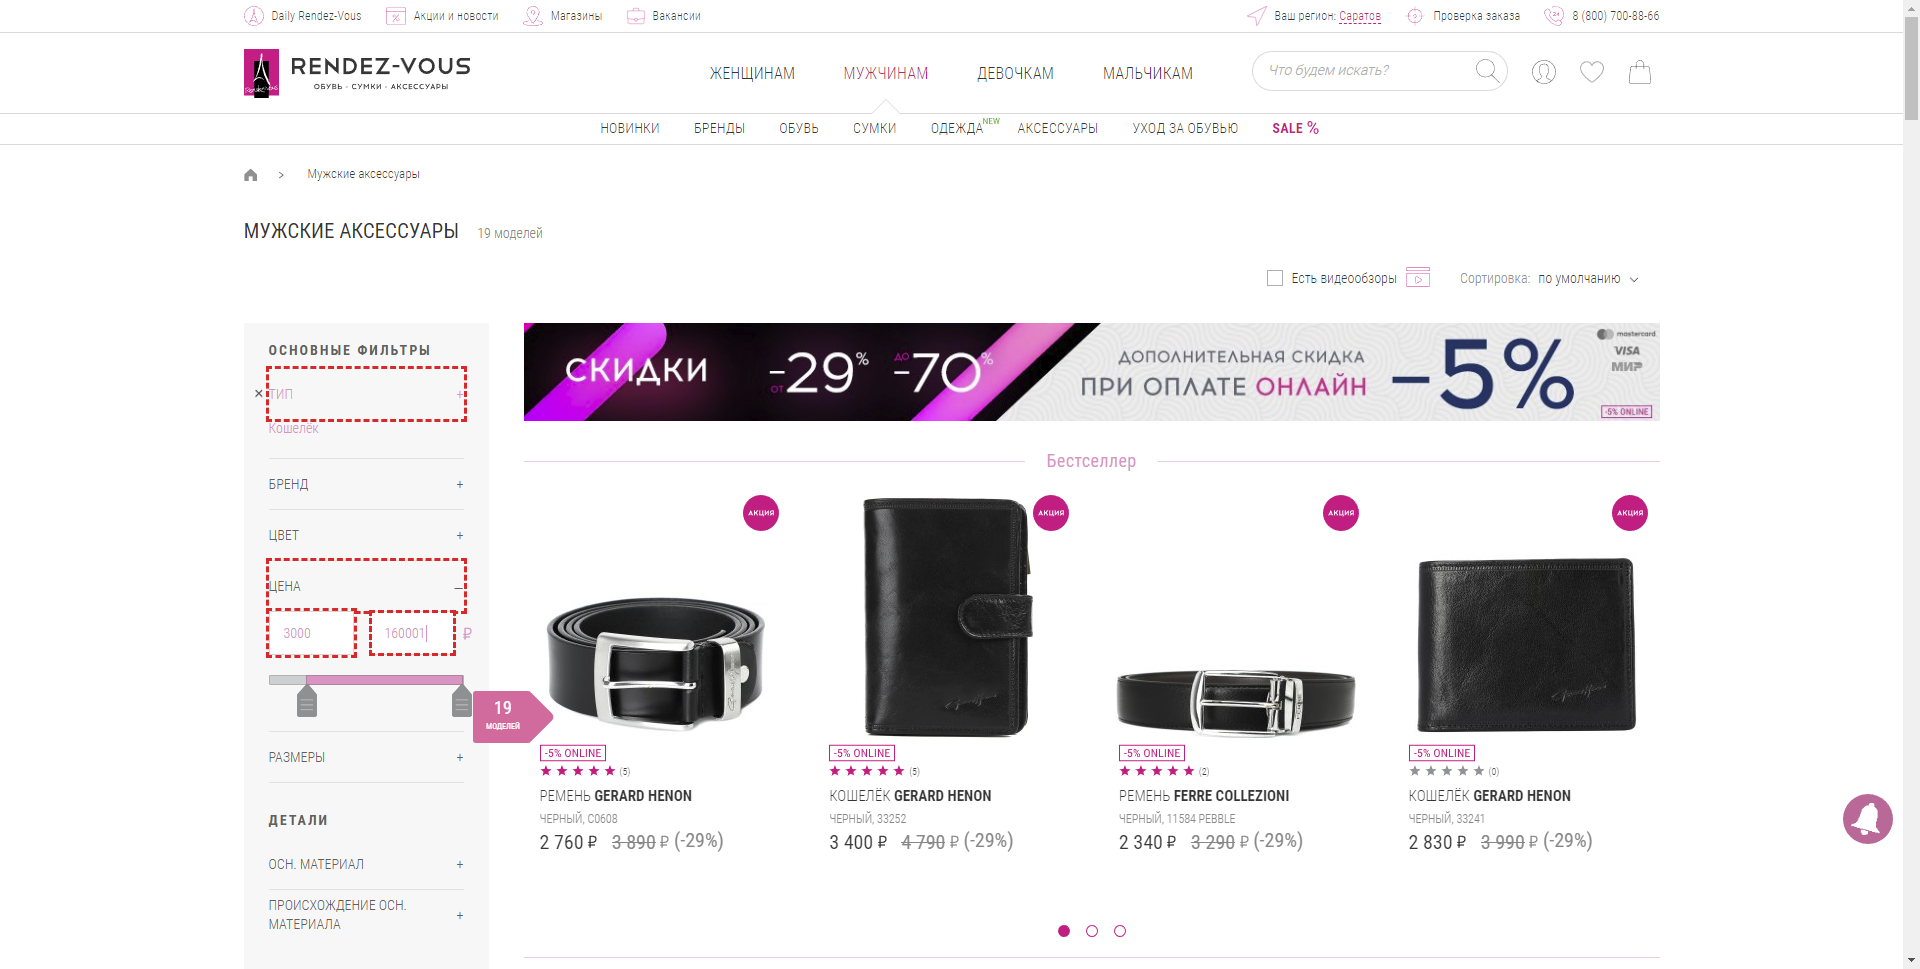 Daily Rendez-Vous
Акции и новости
Магазины
Вакансии
Ваш регион: Саратов
Проверка заказа
8 (800) 700-88-66
RENDEZ-VOUS
ОБУВЬ · СУМКИ · АКСЕССУАРЫ
ЖЕНЩИНАМ
МУЖЧИНАМ
ДЕВОЧКАМ
МАЛЬЧИКАМ
Что будем искать?
НОВИНКИ
БРЕНДЫ
ОБУВЬ
СУМКИ
ОДЕЖДА NEW
АКСЕССУАРЫ
УХОД ЗА ОБУВЬЮ
SALE %
> Мужские аксессуары
МУЖСКИЕ АКСЕССУАРЫ 19 моделей
Есть видеообзоры
Сортировка: по умолчанию
ОСНОВНЫЕ ФИЛЬТРЫ
× ТИП +
Кошелёк
БРЕНД +
ЦВЕТ +
ЦЕНА –
3000
160001 ₽
19
МОДЕЛЕЙ
РАЗМЕРЫ +
ДЕТАЛИ
ОСН. МАТЕРИАЛ +
ПРОИСХОЖДЕНИЕ ОСН.
МАТЕРИАЛА +
СКИДКИ ОТ -29% ДО -70%
ДОПОЛНИТЕЛЬНАЯ СКИДКА
ПРИ ОПЛАТЕ ОНЛАЙН
-5%
mastercard
VISA
МИР
-5% ONLINE
Бестселлер
АКЦИЯ
-5% ONLINE
(5)
РЕМЕНЬ GERARD HENON
ЧЕРНЫЙ, C0608
2 760 ₽ 3 890 ₽ (-29%)
АКЦИЯ
-5% ONLINE
(5)
КОШЕЛЁК GERARD HENON
ЧЕРНЫЙ, 33252
3 400 ₽ 4 790 ₽ (-29%)
АКЦИЯ
-5% ONLINE
(2)
РЕМЕНЬ FERRE COLLEZIONI
ЧЕРНЫЙ, 11584 PEBBLE
2 340 ₽ 3 290 ₽ (-29%)
АКЦИЯ
-5% ONLINE
(0)
КОШЕЛЁК GERARD HENON
ЧЕРНЫЙ, 33241
2 830 ₽ 3 990 ₽ (-29%)